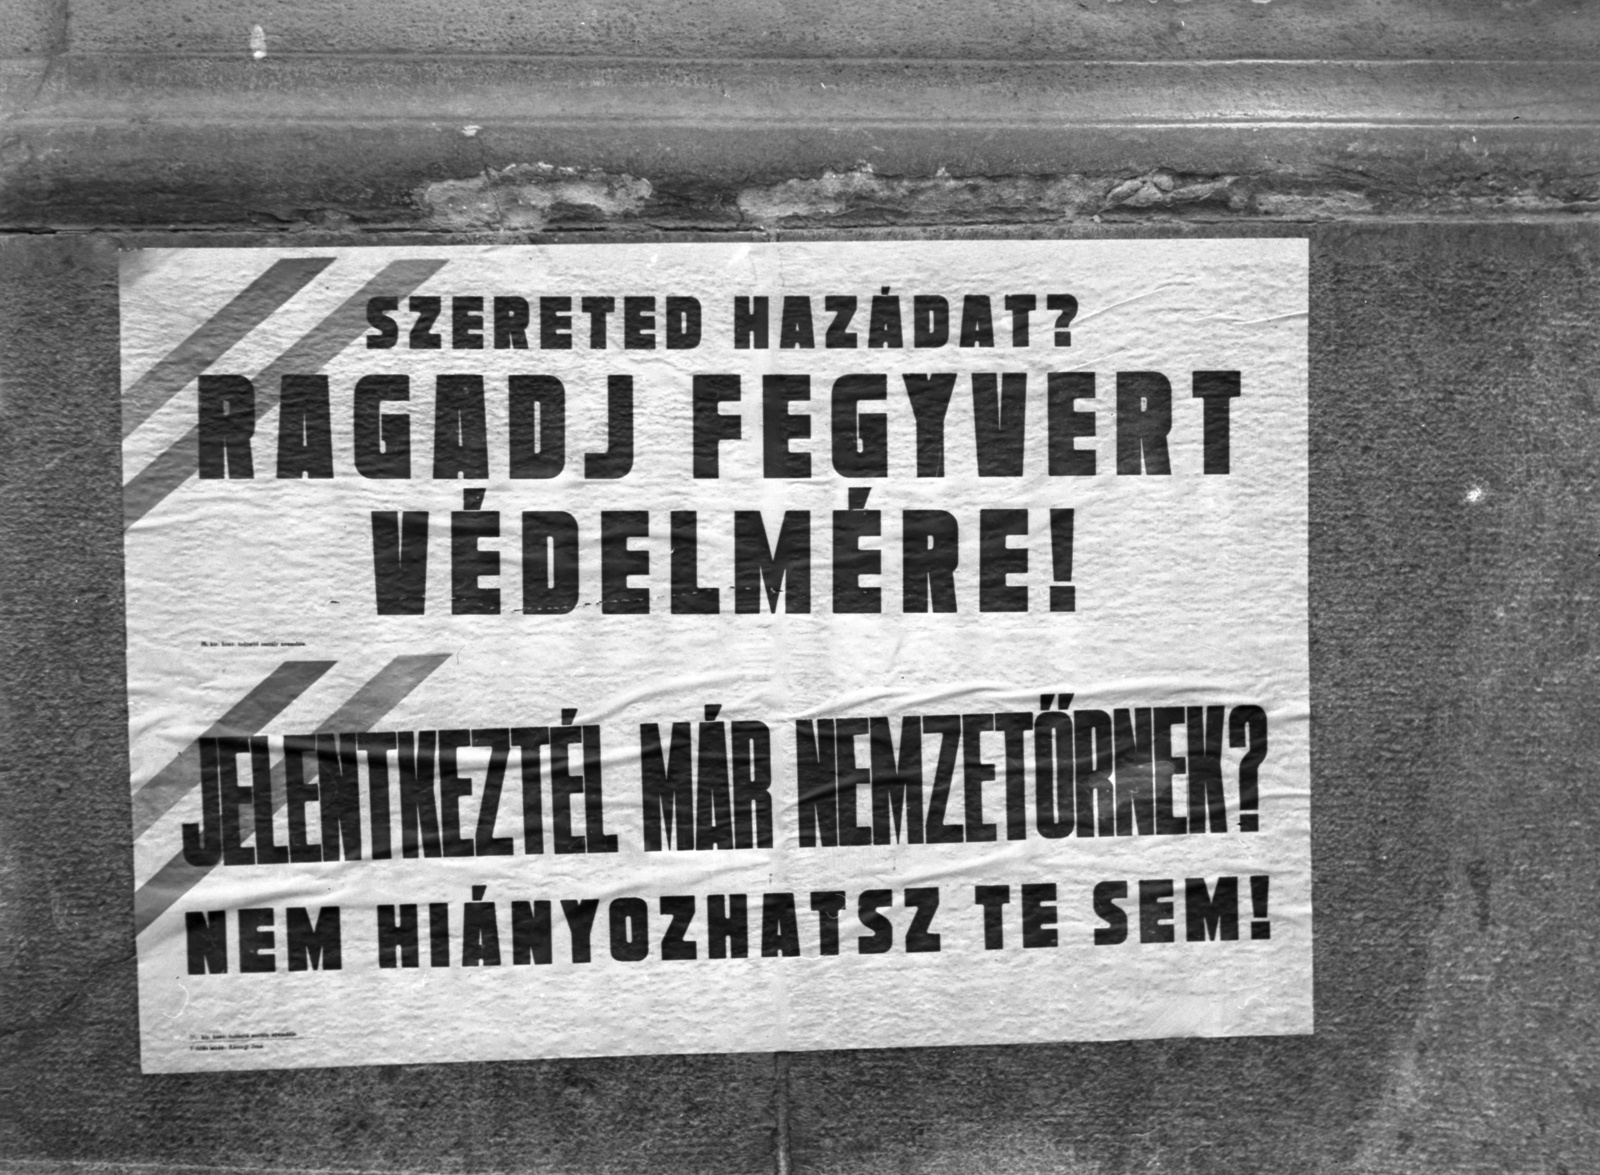 SZERETED HAZÁDAT?
RAGADJ FEGYVERT
VÉDELMÉRE!
JELENTKEZTÉL MÁR NEMZETŐRNEK?
NEM HIÁNYOZHATSZ TE SEM!